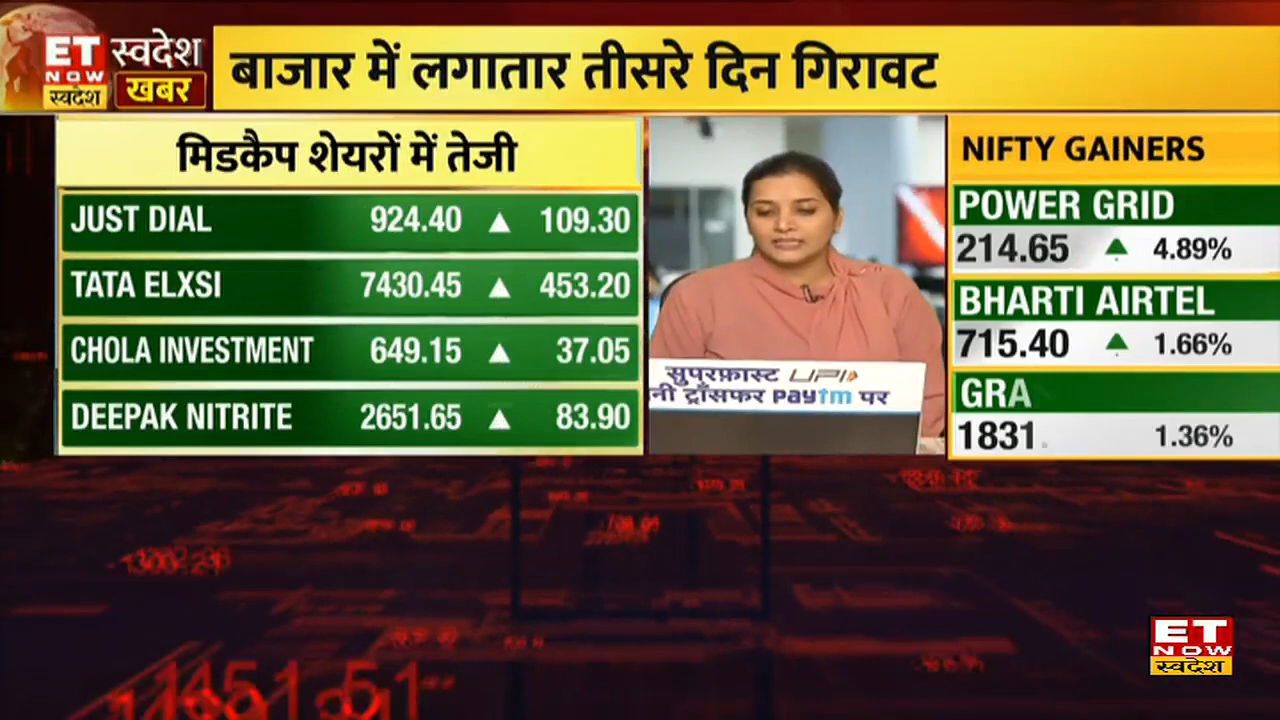 ET
NOW
स्वदेश
स्वदेश
खबर
बाजार में लगातार तीसरे दिन गिरावट
मिडकैप शेयरों में तेजी
JUST DIAL 924.40 ▲ 109.30
TATA ELXSI 7430.45 ▲ 453.20
CHOLA INVESTMENT 649.15 ▲ 37.05
DEEPAK NITRITE 2651.65 ▲ 83.90
सुपरफ़ास्ट UPI
नी ट्राँसफर paytm पर
NIFTY GAINERS
POWER GRID
214.65 ▲ 4.89%
BHARTI AIRTEL
715.40 ▲ 1.66%
GRA
1831. 1.36%
ET
NOW
स्वदेश